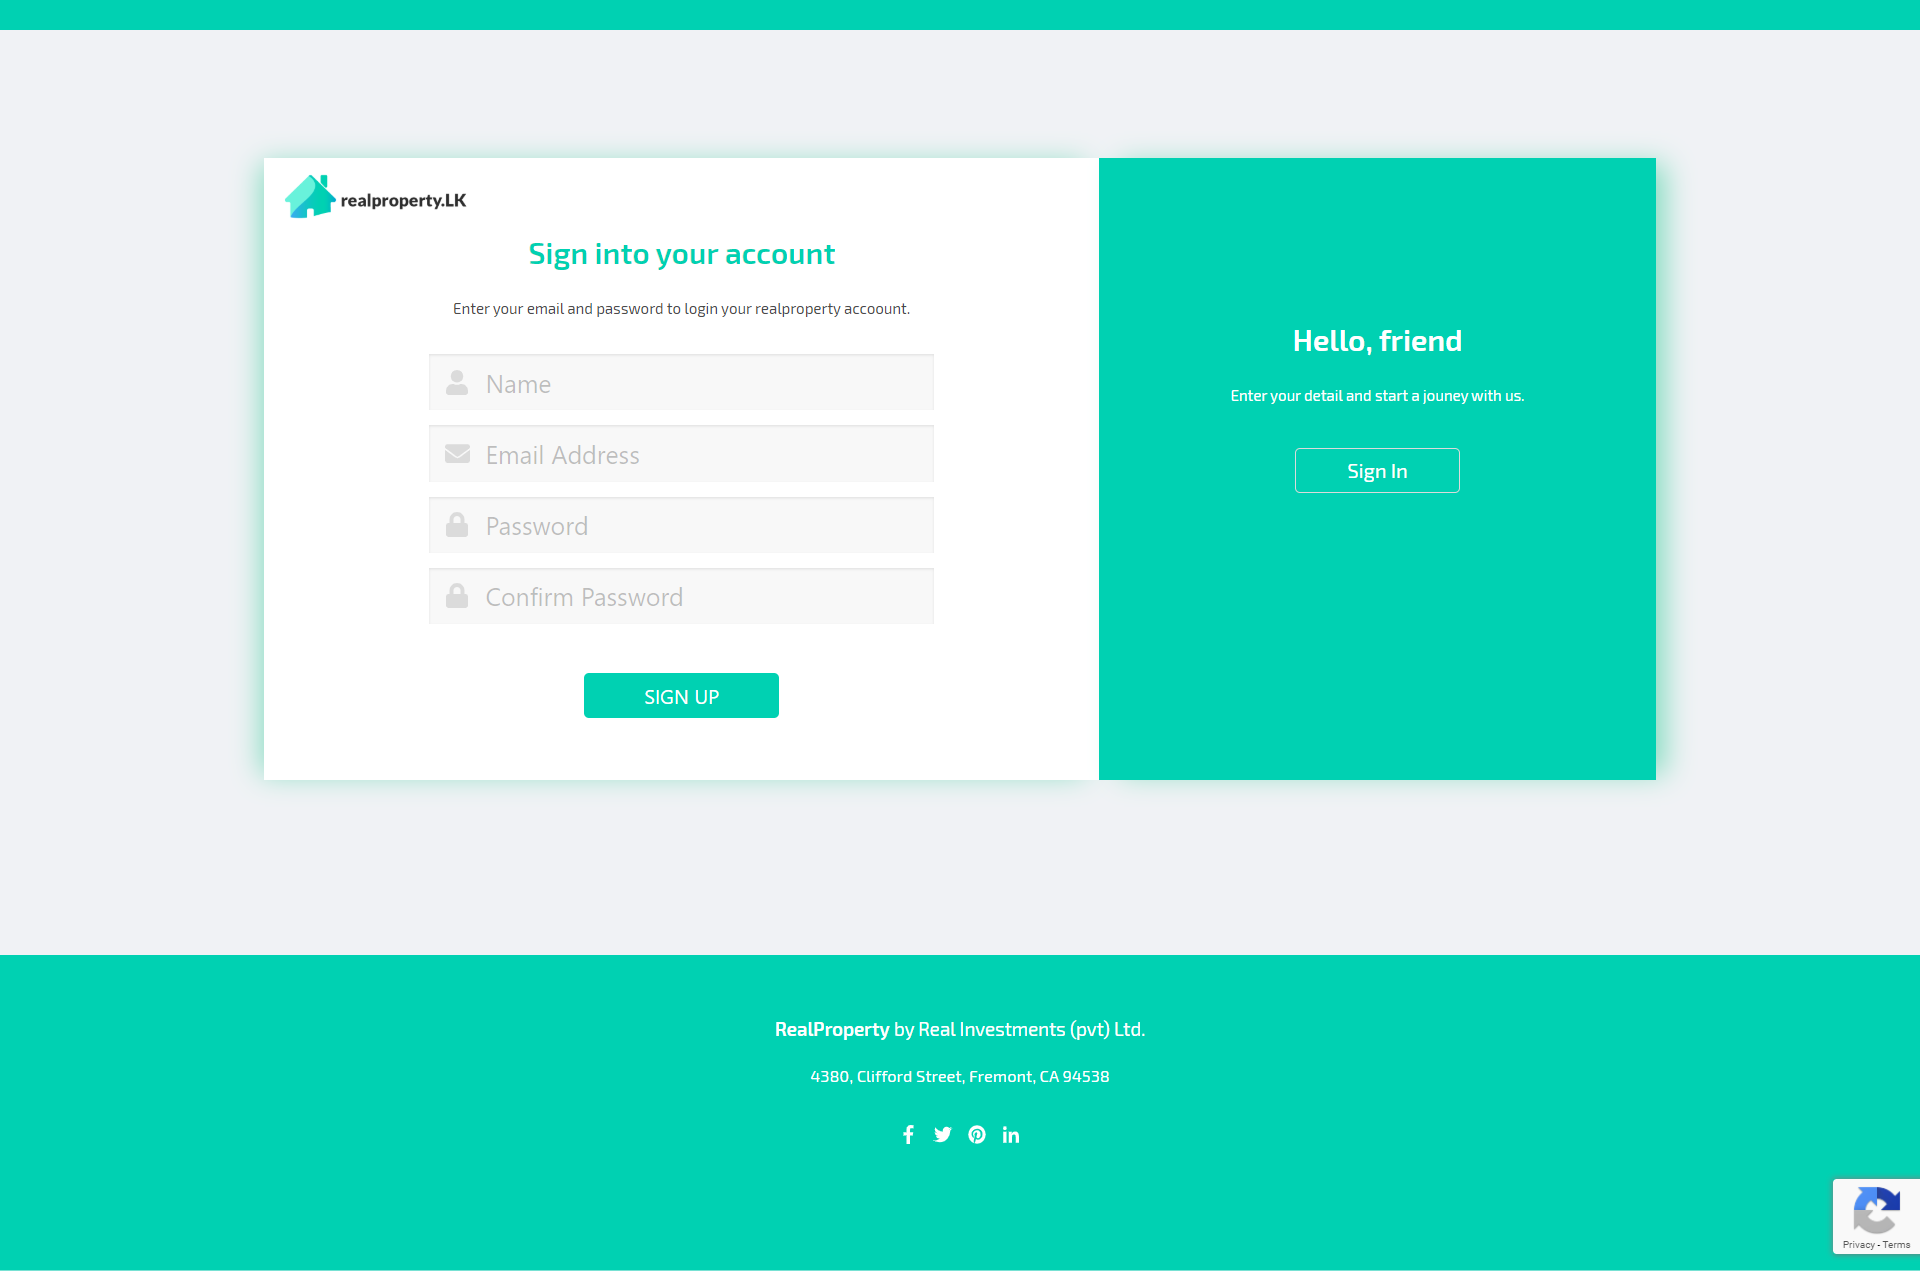 realproperty.LK
Sign into your account
Enter your email and password to login your realproperty accoount.
Name
Email Address
Password
Confirm Password
SIGN UP
Hello, friend
Enter your detail and start a jouney with us.
Sign In
RealProperty by Real Investments (pvt) Ltd.
4380, Clifford Street, Fremont, CA 94538
Privacy - Terms